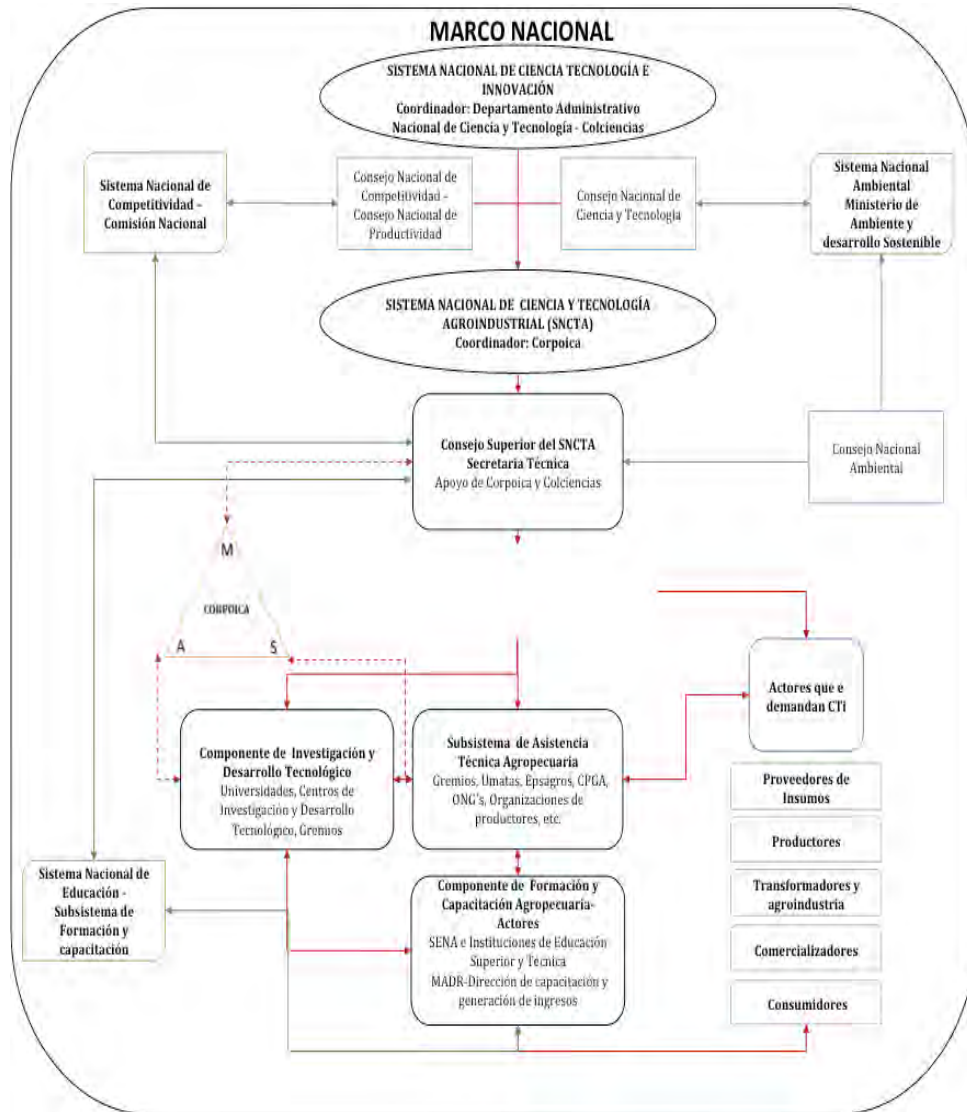 MARCO NACIONAL
SISTEMA NACIONAL DE CIENCIA TECNOLOGÍA E
INNOVACIÓN
Coordinador: Departamento Administrativo
Nacional de Ciencia y Tecnología - Colciencias
Sistema Nacional de
Competitividad –
Comisión Nacional
Consejo Nacional de
Competitividad –
Consejo Nacional de
Productividad
Consejo Nacional de
Ciencia y Tecnología
Sistema Nacional
Ambiental
Ministerio de
Ambiente y
desarrollo Sostenible
SISTEMA NACIONAL DE CIENCIA Y TECNOLOGÍA
AGROINDUSTRIAL (SNCTA)
Coordinador: Corpoica
Consejo Superior del SNCTA
Secretaría Técnica
Apoyo de Corpoica y Colciencias
Consejo Nacional
Ambiental
M
CORPOICA
A S
Actores que e
demandan CTi
Componente de Investigación y
Desarrollo Tecnológico
Universidades, Centros de
Investigación y Desarrollo
Tecnológico, Gremios
Subsistema de Asistencia
Técnica Agropecuaria
Gremios, Umatas, Epsagros, CPGA,
ONG's, Organizaciones de
productores, etc.
Proveedores de
Insumos
Productores
Transformadores y
agroindustria
Comercializadores
Consumidores
Sistema Nacional de
Educación -
Subsistema de
Formación y
capacitación
Componente de Formación y
Capacitación Agropecuaria-
Actores
SENA e Instituciones de Educación
Superior y Técnica
MADR-Dirección de capacitación y
generación de ingresos